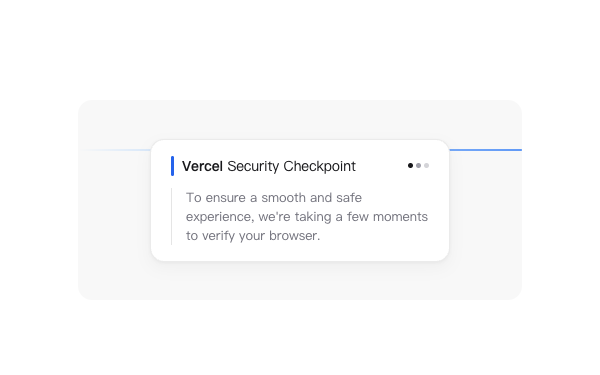 Vercel Security Checkpoint
To ensure a smooth and safe
experience, we're taking a few moments
to verify your browser.